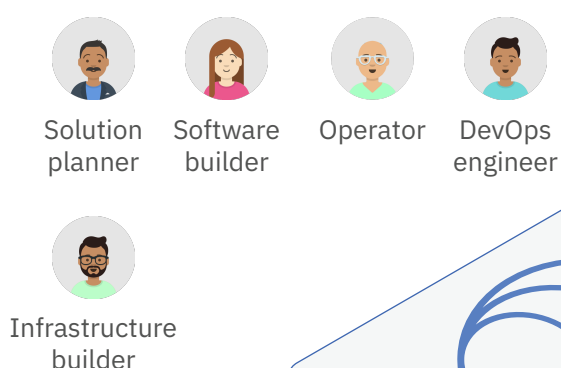 Solution
planner
Software
builder
Operator
DevOps
engineer
Infrastructure
builder